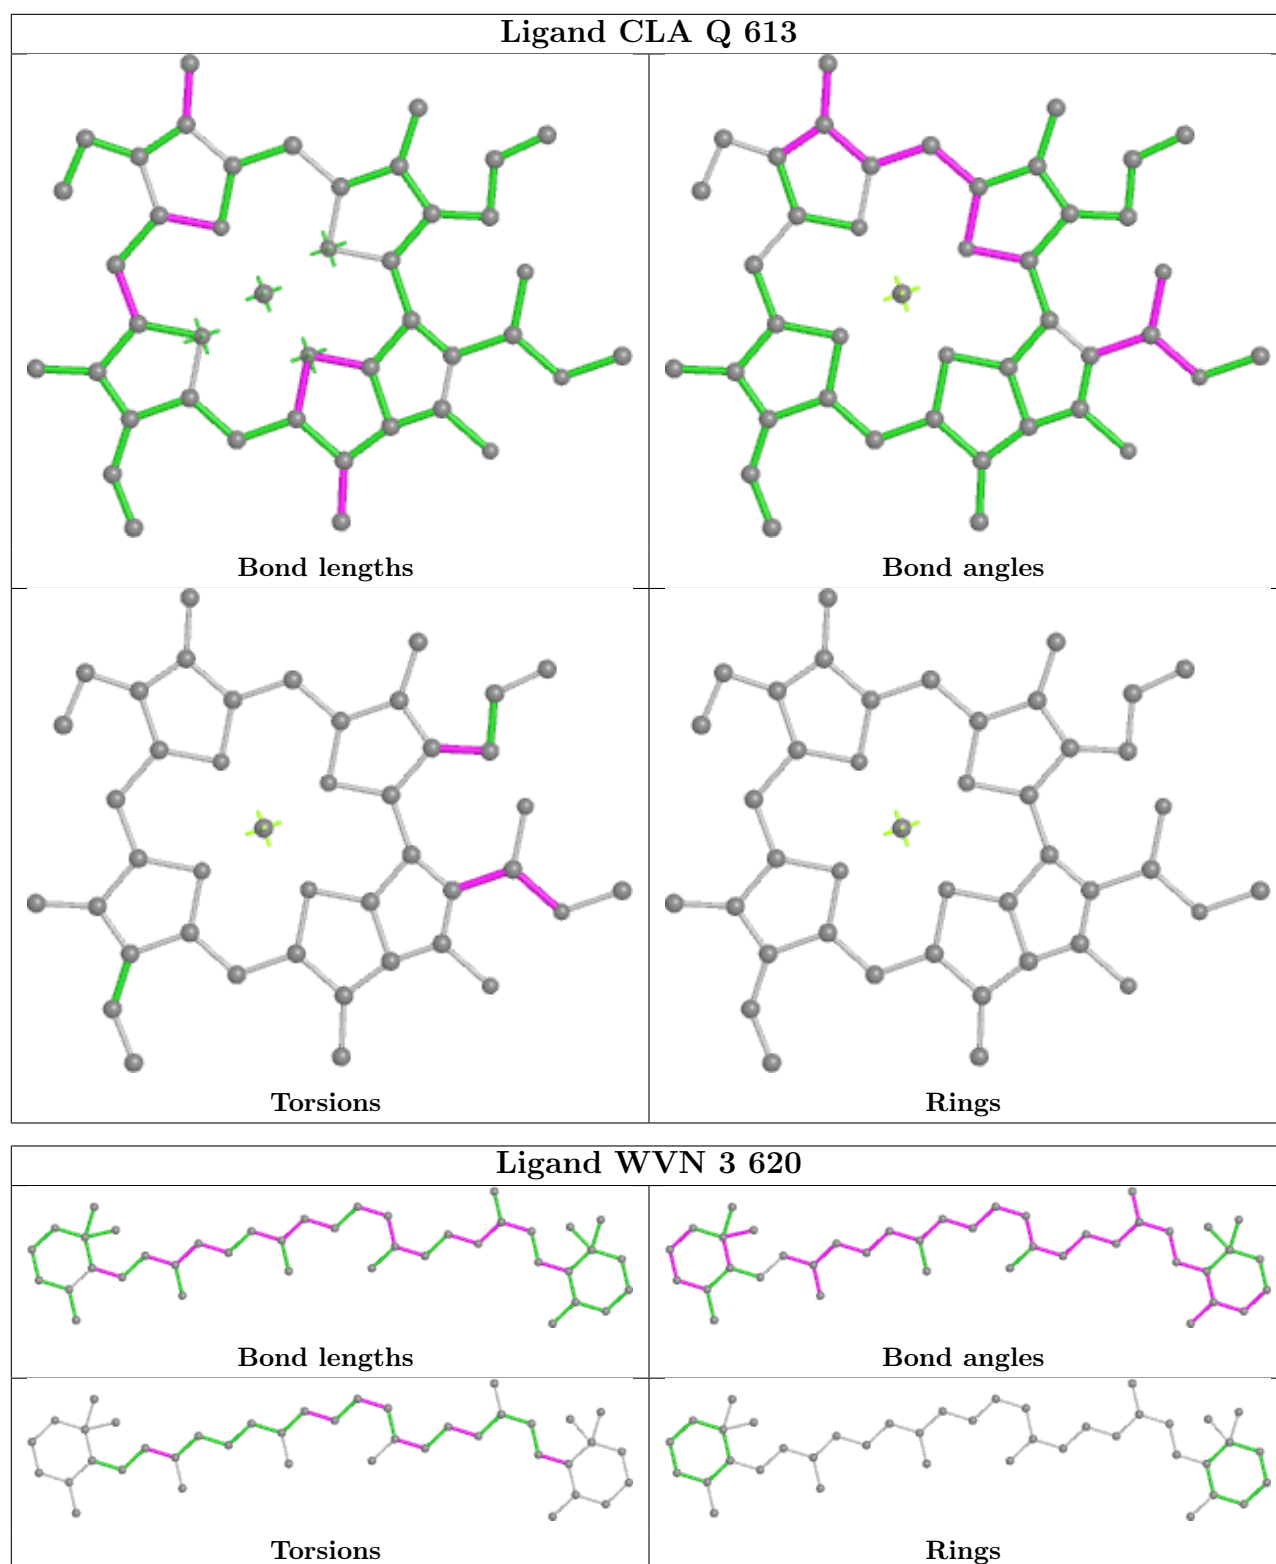 Ligand CLA Q 613
Bond lengths
Bond angles
Torsions
Rings
Ligand WVN 3 620
Bond lengths
Bond angles
Torsions
Rings